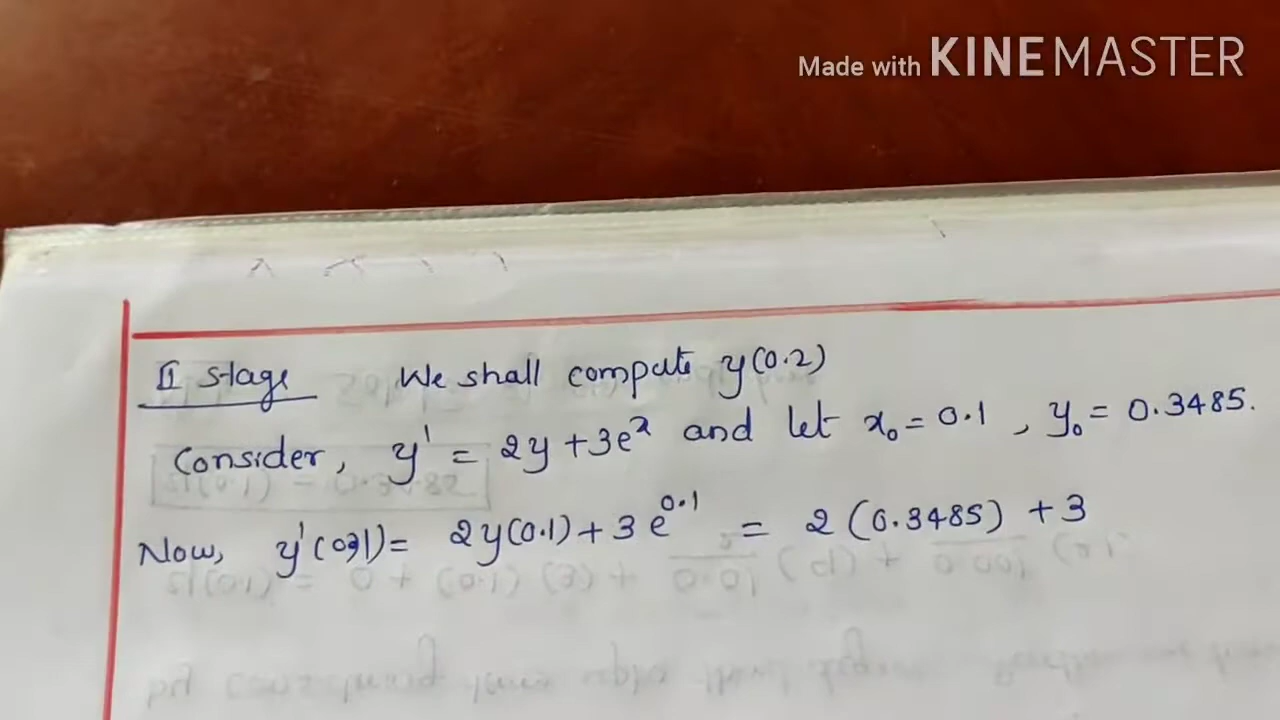 Made with KINEMASTER
II stage We shall compute y(0.2)
Consider, y' = 2y + 3e^x and let x₀ = 0.1 , y₀ = 0.3485.
Now, y'(0.1) = 2y(0.1) + 3e^0.1 = 2(0.3485) + 3